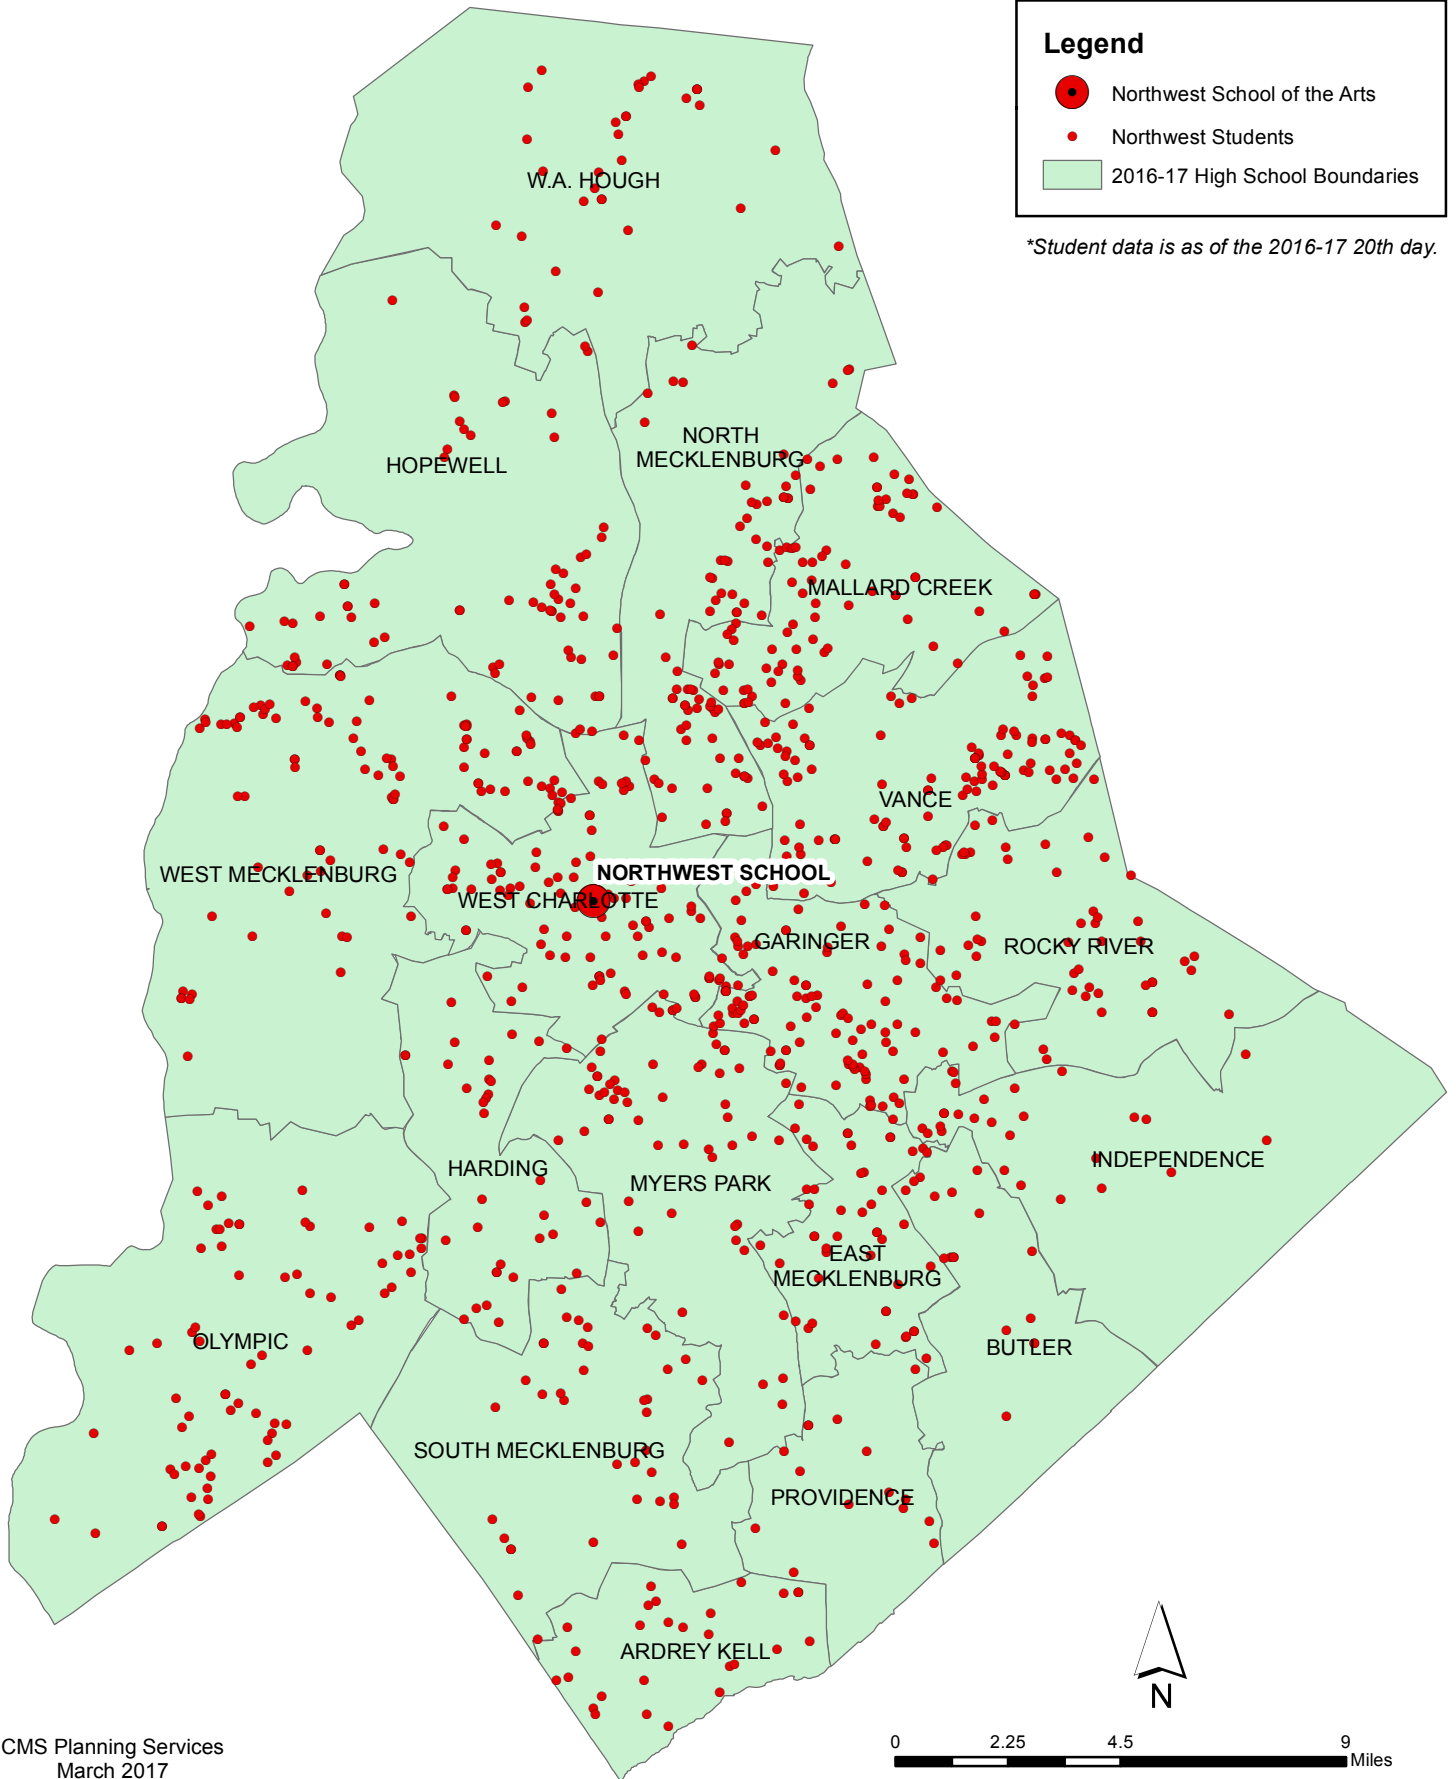 Legend
Northwest School of the Arts
Northwest Students
2016-17 High School Boundaries
*Student data is as of the 2016-17 20th day.
W.A. HOUGH
NORTH
MECKLENBURG
HOPEWELL
MALLARD CREEK
VANCE
WEST MECKLENBURG
NORTHWEST SCHOOL
WEST CHARLOTTE
GARINGER
ROCKY RIVER
HARDING
MYERS PARK
INDEPENDENCE
EAST
MECKLENBURG
OLYMPIC
BUTLER
SOUTH MECKLENBURG
PROVIDENCE
ARDREY KELL
N
CMS Planning Services
March 2017
0 2.25 4.5 9
Miles